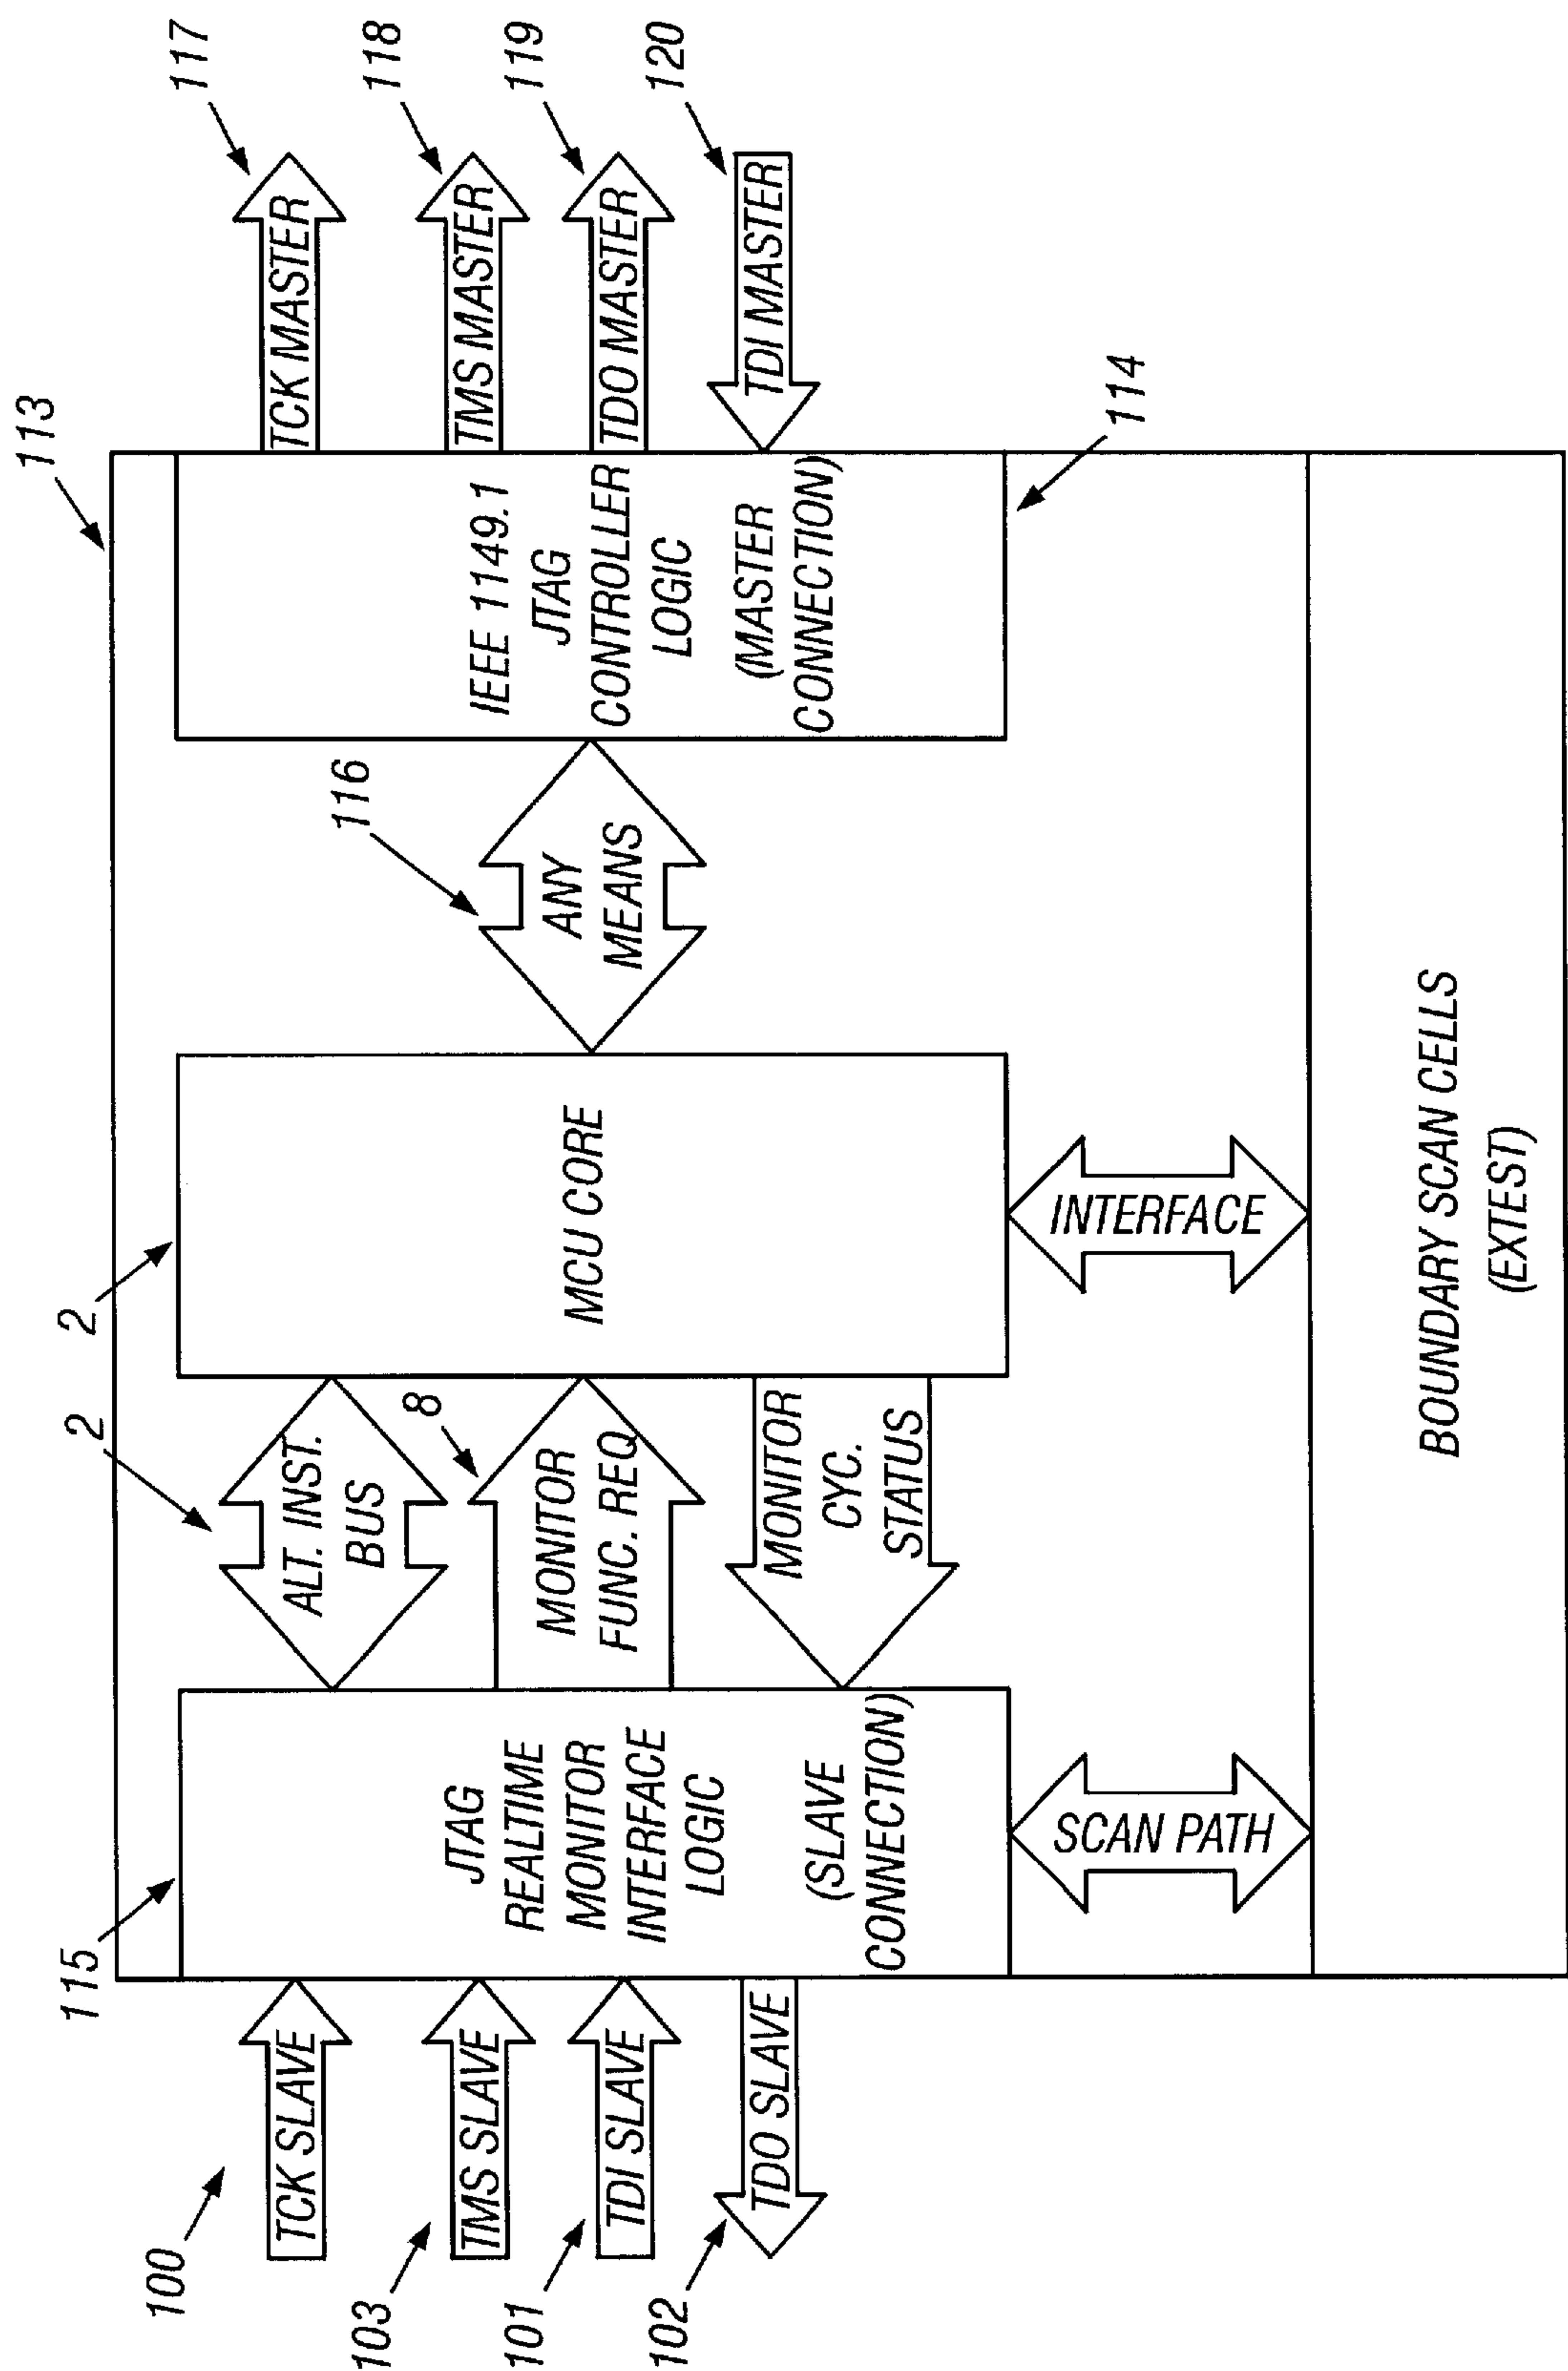 113
117
TCK MASTER
118
TMS MASTER
119
TDO MASTER
120
TDI MASTER
IEEE 1149.1
JTAG
CONTROLLER
LOGIC
(MASTER
CONNECTION)
114
116
ANY
MEANS
2
MCU CORE
2
ALT. INST.
BUS
8
MONITOR
FUNC. REQ
MONITOR
CYC.
STATUS
115
JTAG
REALTIME
MONITOR
INTERFACE
LOGIC
(SLAVE
CONNECTION)
100
TCK SLAVE
103
TMS SLAVE
101
TDI SLAVE
102
TDO SLAVE
SCAN PATH
INTERFACE
BOUNDARY SCAN CELLS
(EXTEST)